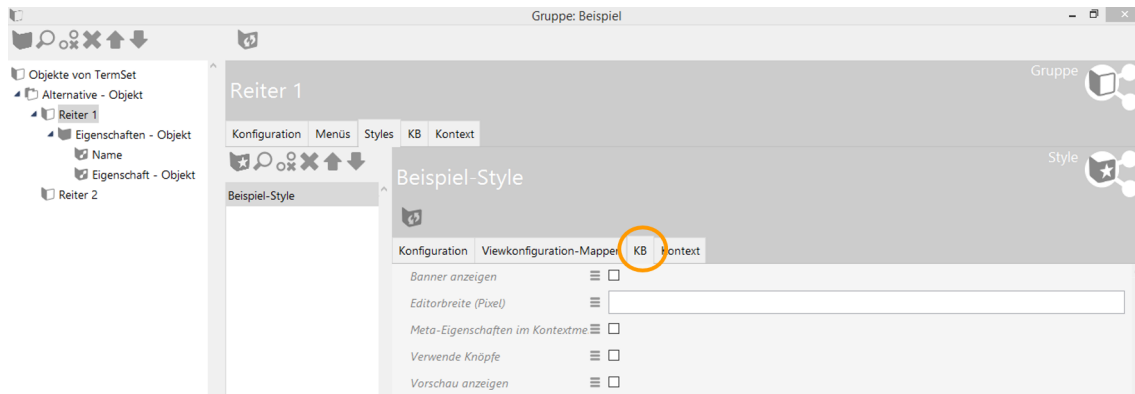 Gruppe: Beispiel
Objekte von TermSet
Alternative - Objekt
Reiter 1
Eigenschaften - Objekt
Name
Eigenschaft - Objekt
Reiter 2
Gruppe
Reiter 1
Konfiguration Menüs Styles KB Kontext
Style
Beispiel-Style
Beispiel-Style
Konfiguration Viewkonfiguration-Mapper KB Kontext
Banner anzeigen
Editorbreite (Pixel)
Meta-Eigenschaften im Kontextme
Verwende Knöpfe
Vorschau anzeigen